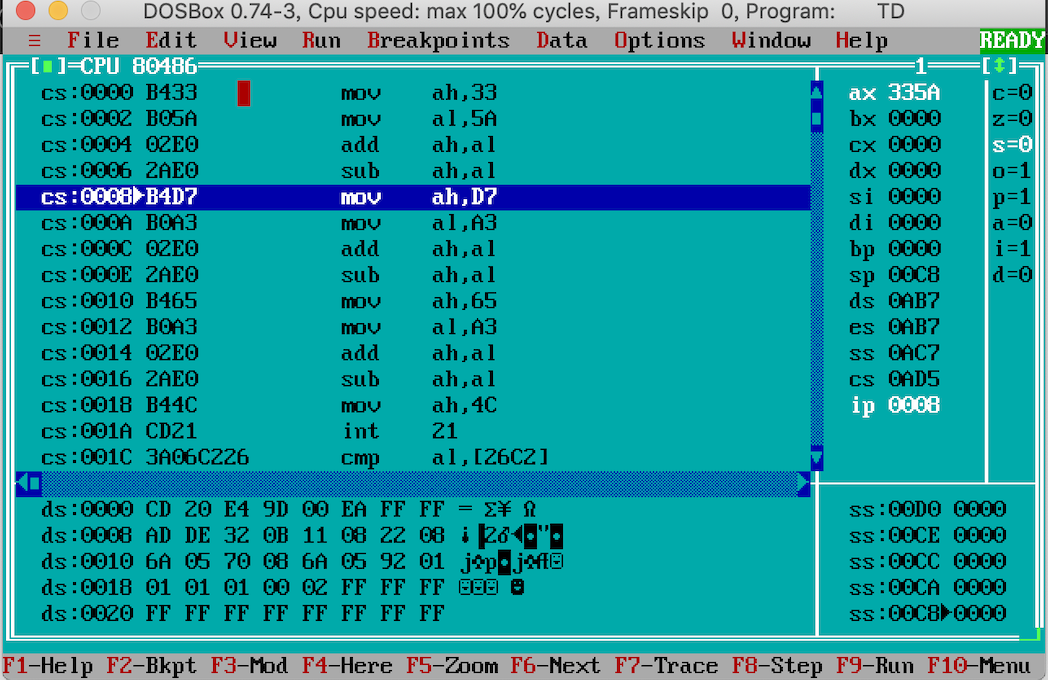 DOSBox 0.74-3, Cpu speed: max 100% cycles, Frameskip 0, Program: TD
≡ File Edit View Run Breakpoints Data Options Window Help READY
[■]=CPU 80486 1 [↕]
cs:0000 B433 mov ah,33 ax 335A c=0
cs:0002 B05A mov al,5A bx 0000 z=0
cs:0004 02E0 add ah,al cx 0000 s=0
cs:0006 2AE0 sub ah,al dx 0000 o=1
cs:0008►B4D7 mov ah,D7 si 0000 p=1
cs:000A B0A3 mov al,A3 di 0000 a=0
cs:000C 02E0 add ah,al bp 0000 i=1
cs:000E 2AE0 sub ah,al sp 00C8 d=0
cs:0010 B465 mov ah,65 ds 0AB7
cs:0012 B0A3 mov al,A3 es 0AB7
cs:0014 02E0 add ah,al ss 0AC7
cs:0016 2AE0 sub ah,al cs 0AD5
cs:0018 B44C mov ah,4C ip 0008
cs:001A CD21 int 21
cs:001C 3A06C226 cmp al,[26C2]
ds:0000 CD 20 E4 9D 00 EA FF FF = Σ¥ Ω ss:00D0 0000
ds:0008 AD DE 32 0B 11 08 22 08 ¡▐2♂◄◘"◘ ss:00CE 0000
ds:0010 6A 05 70 08 6A 05 92 01 j♣p◘j♣Æ☺ ss:00CC 0000
ds:0018 01 01 01 00 02 FF FF FF ☺☺☺ ☻ ss:00CA 0000
ds:0020 FF FF FF FF FF FF FF FF ss:00C8►0000
F1-Help F2-Bkpt F3-Mod F4-Here F5-Zoom F6-Next F7-Trace F8-Step F9-Run F10-Menu